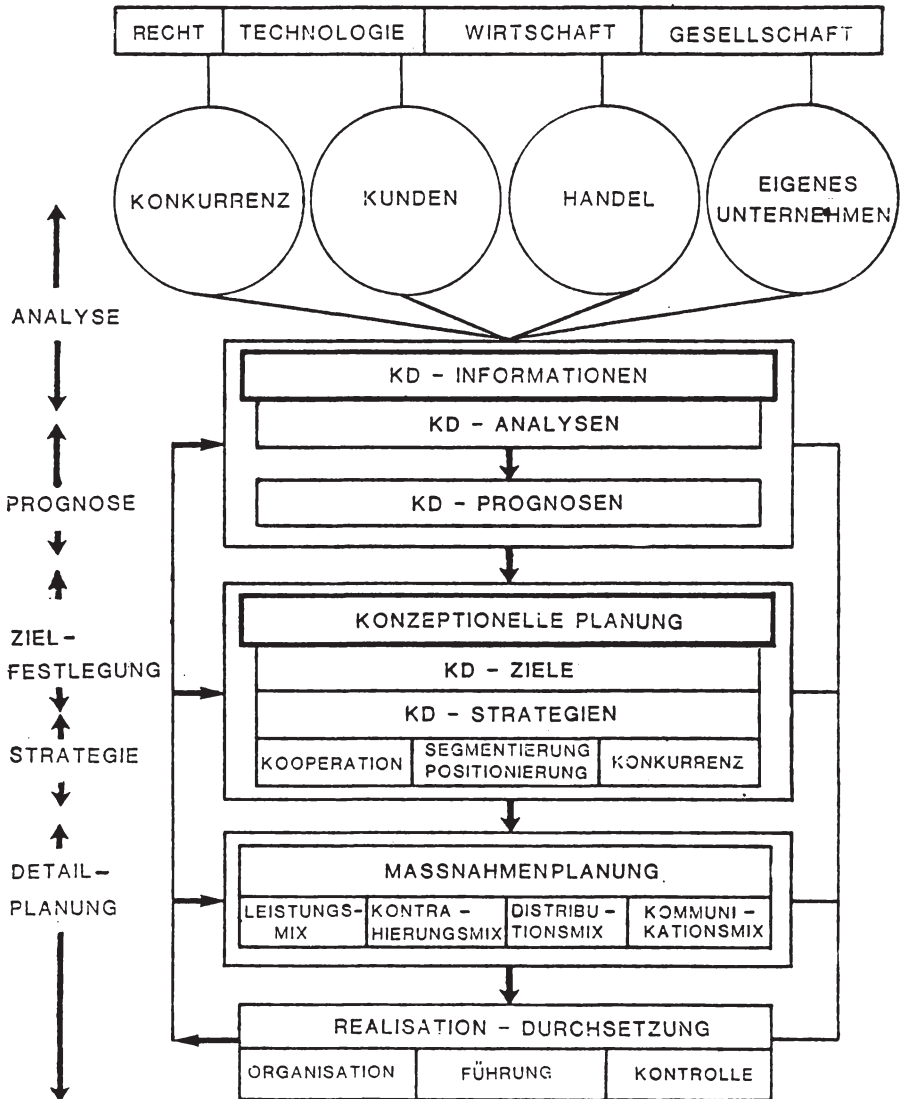 RECHT TECHNOLOGIE WIRTSCHAFT GESELLSCHAFT
KONKURRENZ
KUNDEN
HANDEL
EIGENES
UNTERNEHMEN
ANALYSE
KD - INFORMATIONEN
KD - ANALYSEN
PROGNOSE
KD - PROGNOSEN
ZIEL-
FESTLEGUNG
KONZEPTIONELLE PLANUNG
KD - ZIELE
STRATEGIE
KD - STRATEGIEN
KOOPERATION
SEGMENTIERUNG
POSITIONIERUNG
KONKURRENZ
DETAIL-
PLANUNG
MASSNAHMENPLANUNG
LEISTUNGS-
MIX
KONTRA-
HIERUNGSMIX
DISTRIBU-
TIONSMIX
KOMMUNI-
KATIONSMIX
REALISATION - DURCHSETZUNG
ORGANISATION
FÜHRUNG
KONTROLLE